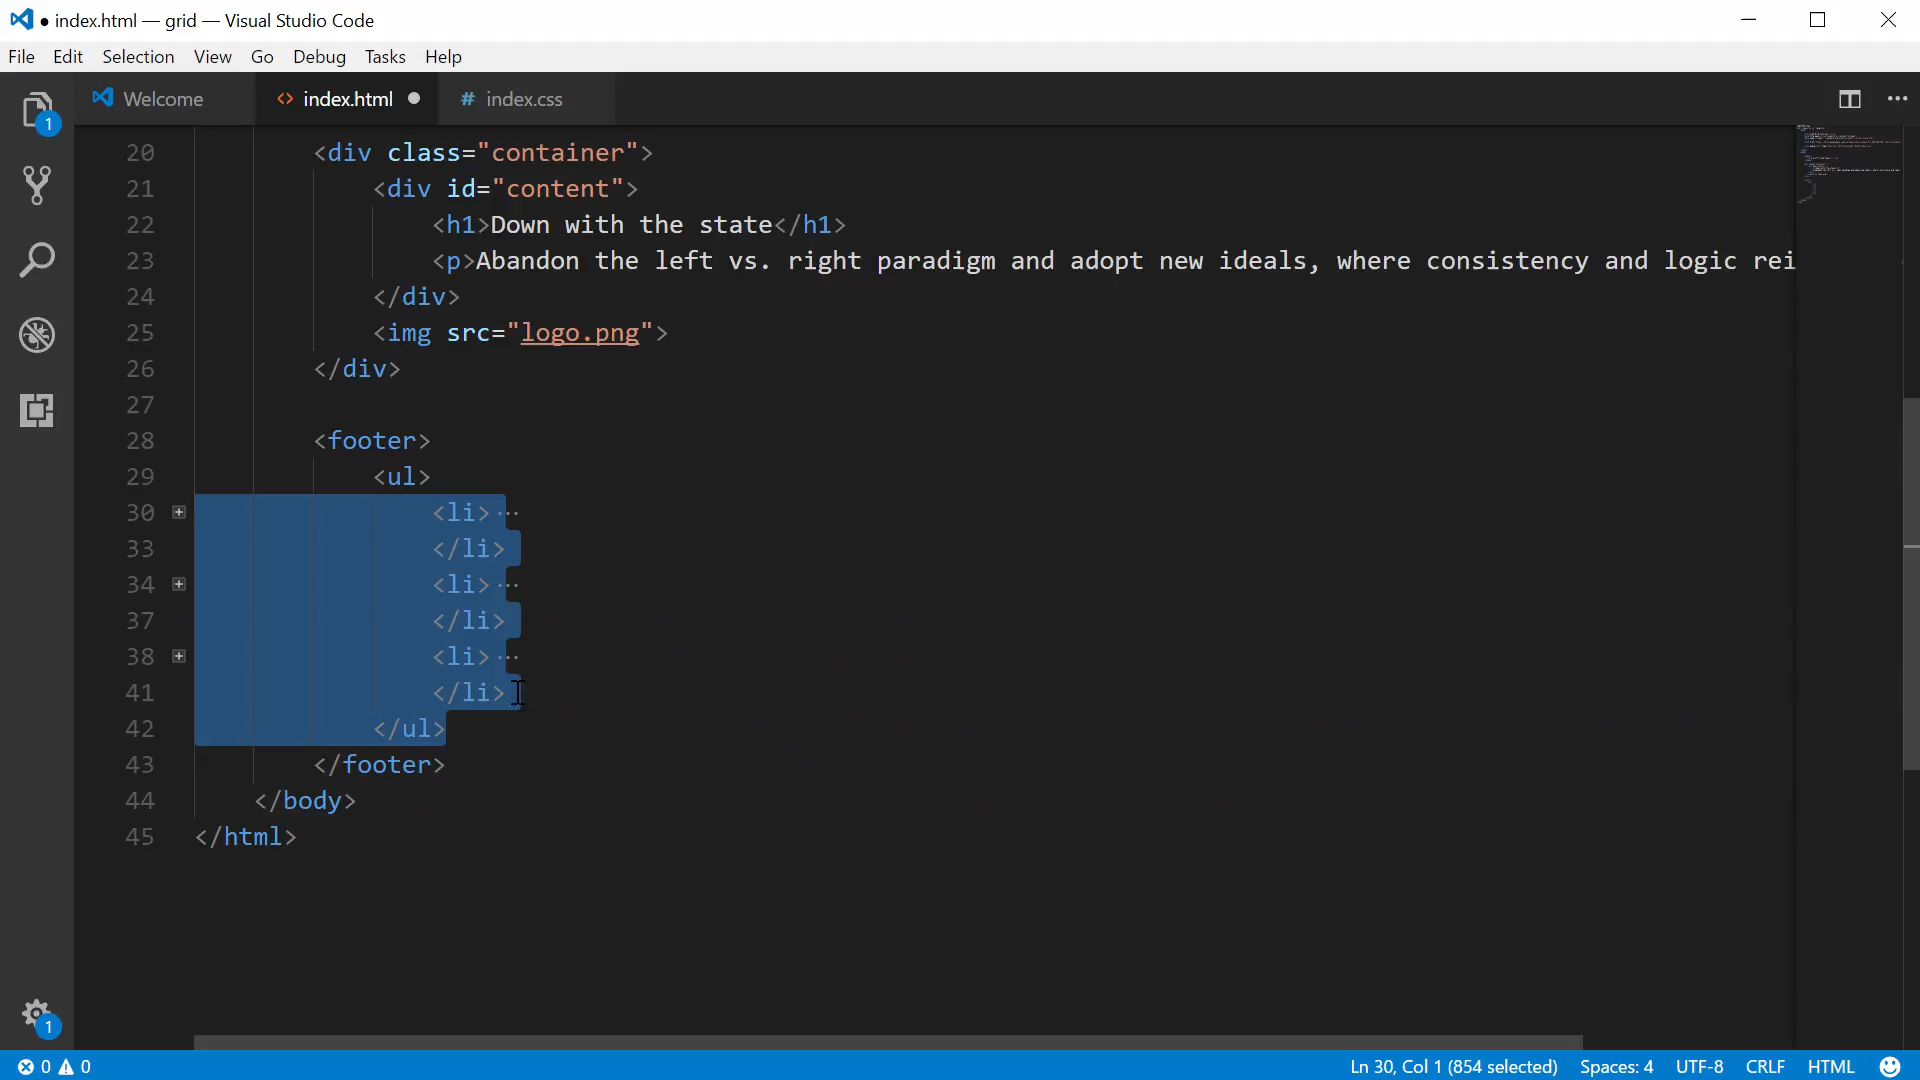 index.html — grid — Visual Studio Code
File Edit Selection View Go Debug Tasks Help
1
Welcome
<> index.html
# index.css
20 <div class="container">
21 <div id="content">
22 <h1>Down with the state</h1>
23 <p>Abandon the left vs. right paradigm and adopt new ideals, where consistency and logic rei
24 </div>
25 <img src="logo.png">
26 </div>
27
28 <footer>
29 <ul>
30 <li>
33 </li>
34 <li>
37 </li>
38 <li>
41 </li>
42 </ul>
43 </footer>
44 </body>
45 </html>
1
0 0
Ln 30, Col 1 (854 selected) Spaces: 4 UTF-8 CRLF HTML